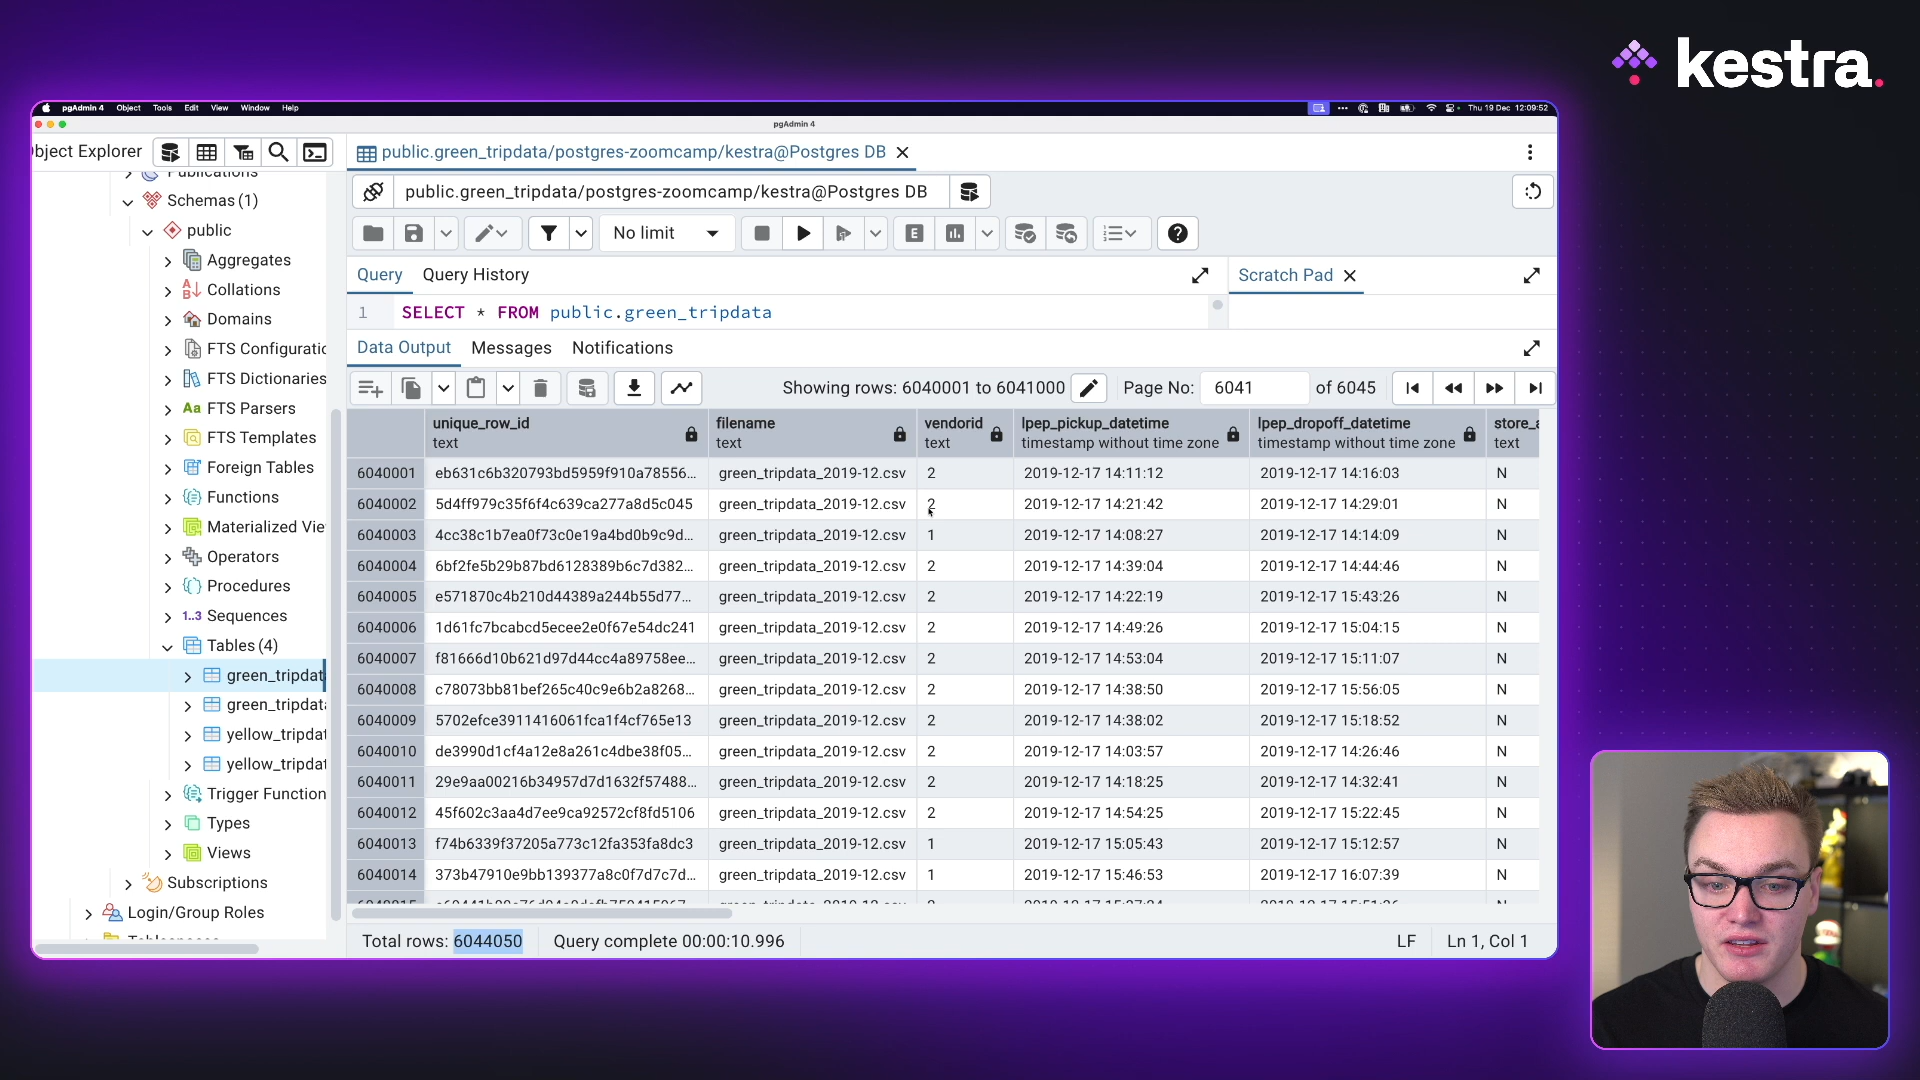 kestra.
pgAdmin 4 Object Tools Edit View Window Help
Thu 19 Dec 12:09:52
pgAdmin 4
bject Explorer
public.green_tripdata/postgres-zoomcamp/kestra@Postgres DB
public.green_tripdata/postgres-zoomcamp/kestra@Postgres DB
No limit
Query Query History
Scratch Pad
1 SELECT * FROM public.green_tripdata
Data Output Messages Notifications
Showing rows: 6040001 to 6041000 Page No: 6041 of 6045
Publications
Schemas (1)
public
Aggregates
Collations
Domains
FTS Configuratic
FTS Dictionaries
FTS Parsers
FTS Templates
Foreign Tables
Functions
Materialized Vie
Operators
Procedures
1..3 Sequences
Tables (4)
green_tripdat
green_tripdat
yellow_tripdat
yellow_tripdat
Trigger Function
Types
Views
Subscriptions
Login/Group Roles
unique_row_id filename vendorid lpep_pickup_datetime lpep_dropoff_datetime store_a
text text text timestamp without time zone timestamp without time zone text
6040001 eb631c6b320793bd5959f910a78556... green_tripdata_2019-12.csv 2 2019-12-17 14:11:12 2019-12-17 14:16:03 N
6040002 5d4ff979c35f6f4c639ca277a8d5c045 green_tripdata_2019-12.csv 2 2019-12-17 14:21:42 2019-12-17 14:29:01 N
6040003 4cc38c1b7ea0f73c0e19a4bd0b9c9d... green_tripdata_2019-12.csv 1 2019-12-17 14:08:27 2019-12-17 14:14:09 N
6040004 6bf2fe5b29b87bd6128389b6c7d382... green_tripdata_2019-12.csv 2 2019-12-17 14:39:04 2019-12-17 14:44:46 N
6040005 e571870c4b210d44389a244b55d77... green_tripdata_2019-12.csv 2 2019-12-17 14:22:19 2019-12-17 15:43:26 N
6040006 1d61fc7bcabcd5ecee2e0f67e54dc241 green_tripdata_2019-12.csv 2 2019-12-17 14:49:26 2019-12-17 15:04:15 N
6040007 f81666d10b621d97d44cc4a89758ee... green_tripdata_2019-12.csv 2 2019-12-17 14:53:04 2019-12-17 15:11:07 N
6040008 c78073bb81bef265c40c9e6b2a8268... green_tripdata_2019-12.csv 2 2019-12-17 14:38:50 2019-12-17 15:56:05 N
6040009 5702efce3911416061fca1f4cf765e13 green_tripdata_2019-12.csv 2 2019-12-17 14:38:02 2019-12-17 15:18:52 N
6040010 de3990d1cf4a12e8a261c4dbe38f05... green_tripdata_2019-12.csv 2 2019-12-17 14:03:57 2019-12-17 14:26:46 N
6040011 29e9aa00216b34957d7d1632f57488... green_tripdata_2019-12.csv 2 2019-12-17 14:18:25 2019-12-17 14:32:41 N
6040012 45f602c3aa4d7ee9ca92572cf8fd5106 green_tripdata_2019-12.csv 2 2019-12-17 14:54:25 2019-12-17 15:22:45 N
6040013 f74b6339f37205a773c12fa353fa8dc3 green_tripdata_2019-12.csv 1 2019-12-17 15:05:43 2019-12-17 15:12:57 N
6040014 373b47910e9bb139377a8c0f7d7c7d... green_tripdata_2019-12.csv 1 2019-12-17 15:46:53 2019-12-17 16:07:39 N
Total rows: 6044050 Query complete 00:00:10.996 LF Ln 1, Col 1